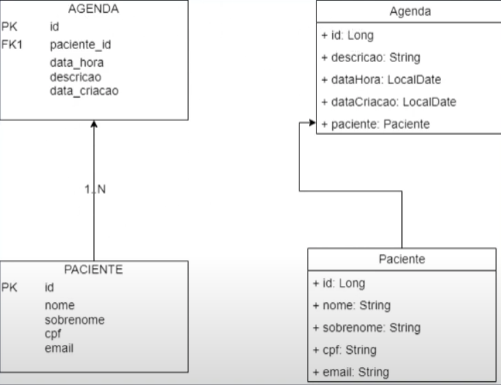 AGENDA
PK id
FK1 paciente_id
data_hora
descricao
data_criacao
1..N
PACIENTE
PK id
nome
sobrenome
cpf
email
Agenda
+ id: Long
+ descricao: String
+ dataHora: LocalDate
+ dataCriacao: LocalDate
+ paciente: Paciente
Paciente
+ id: Long
+ nome: String
+ sobrenome: String
+ cpf: String
+ email: String